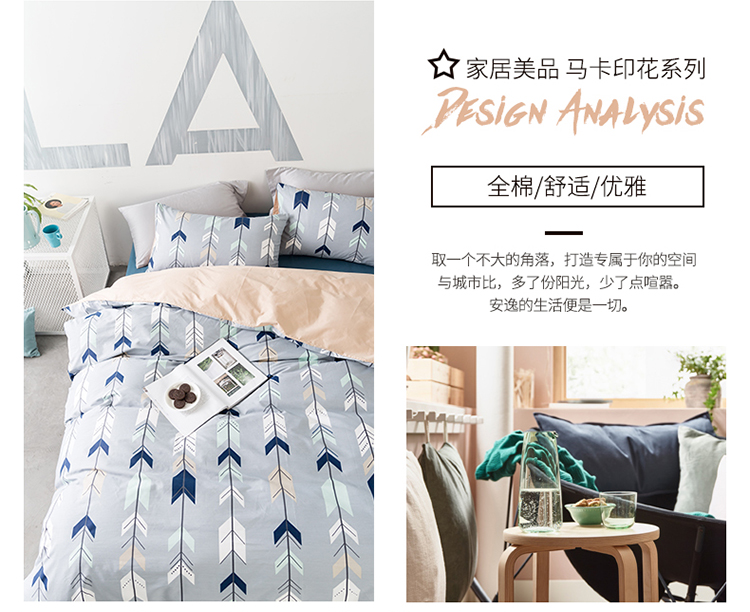 家居美品 马卡印花系列
DESIGN ANALYSIS
全棉/舒适/优雅
取一个不大的角落，打造专属于你的空间
与城市比，多了份阳光，少了点喧嚣。
安逸的生活便是一切。